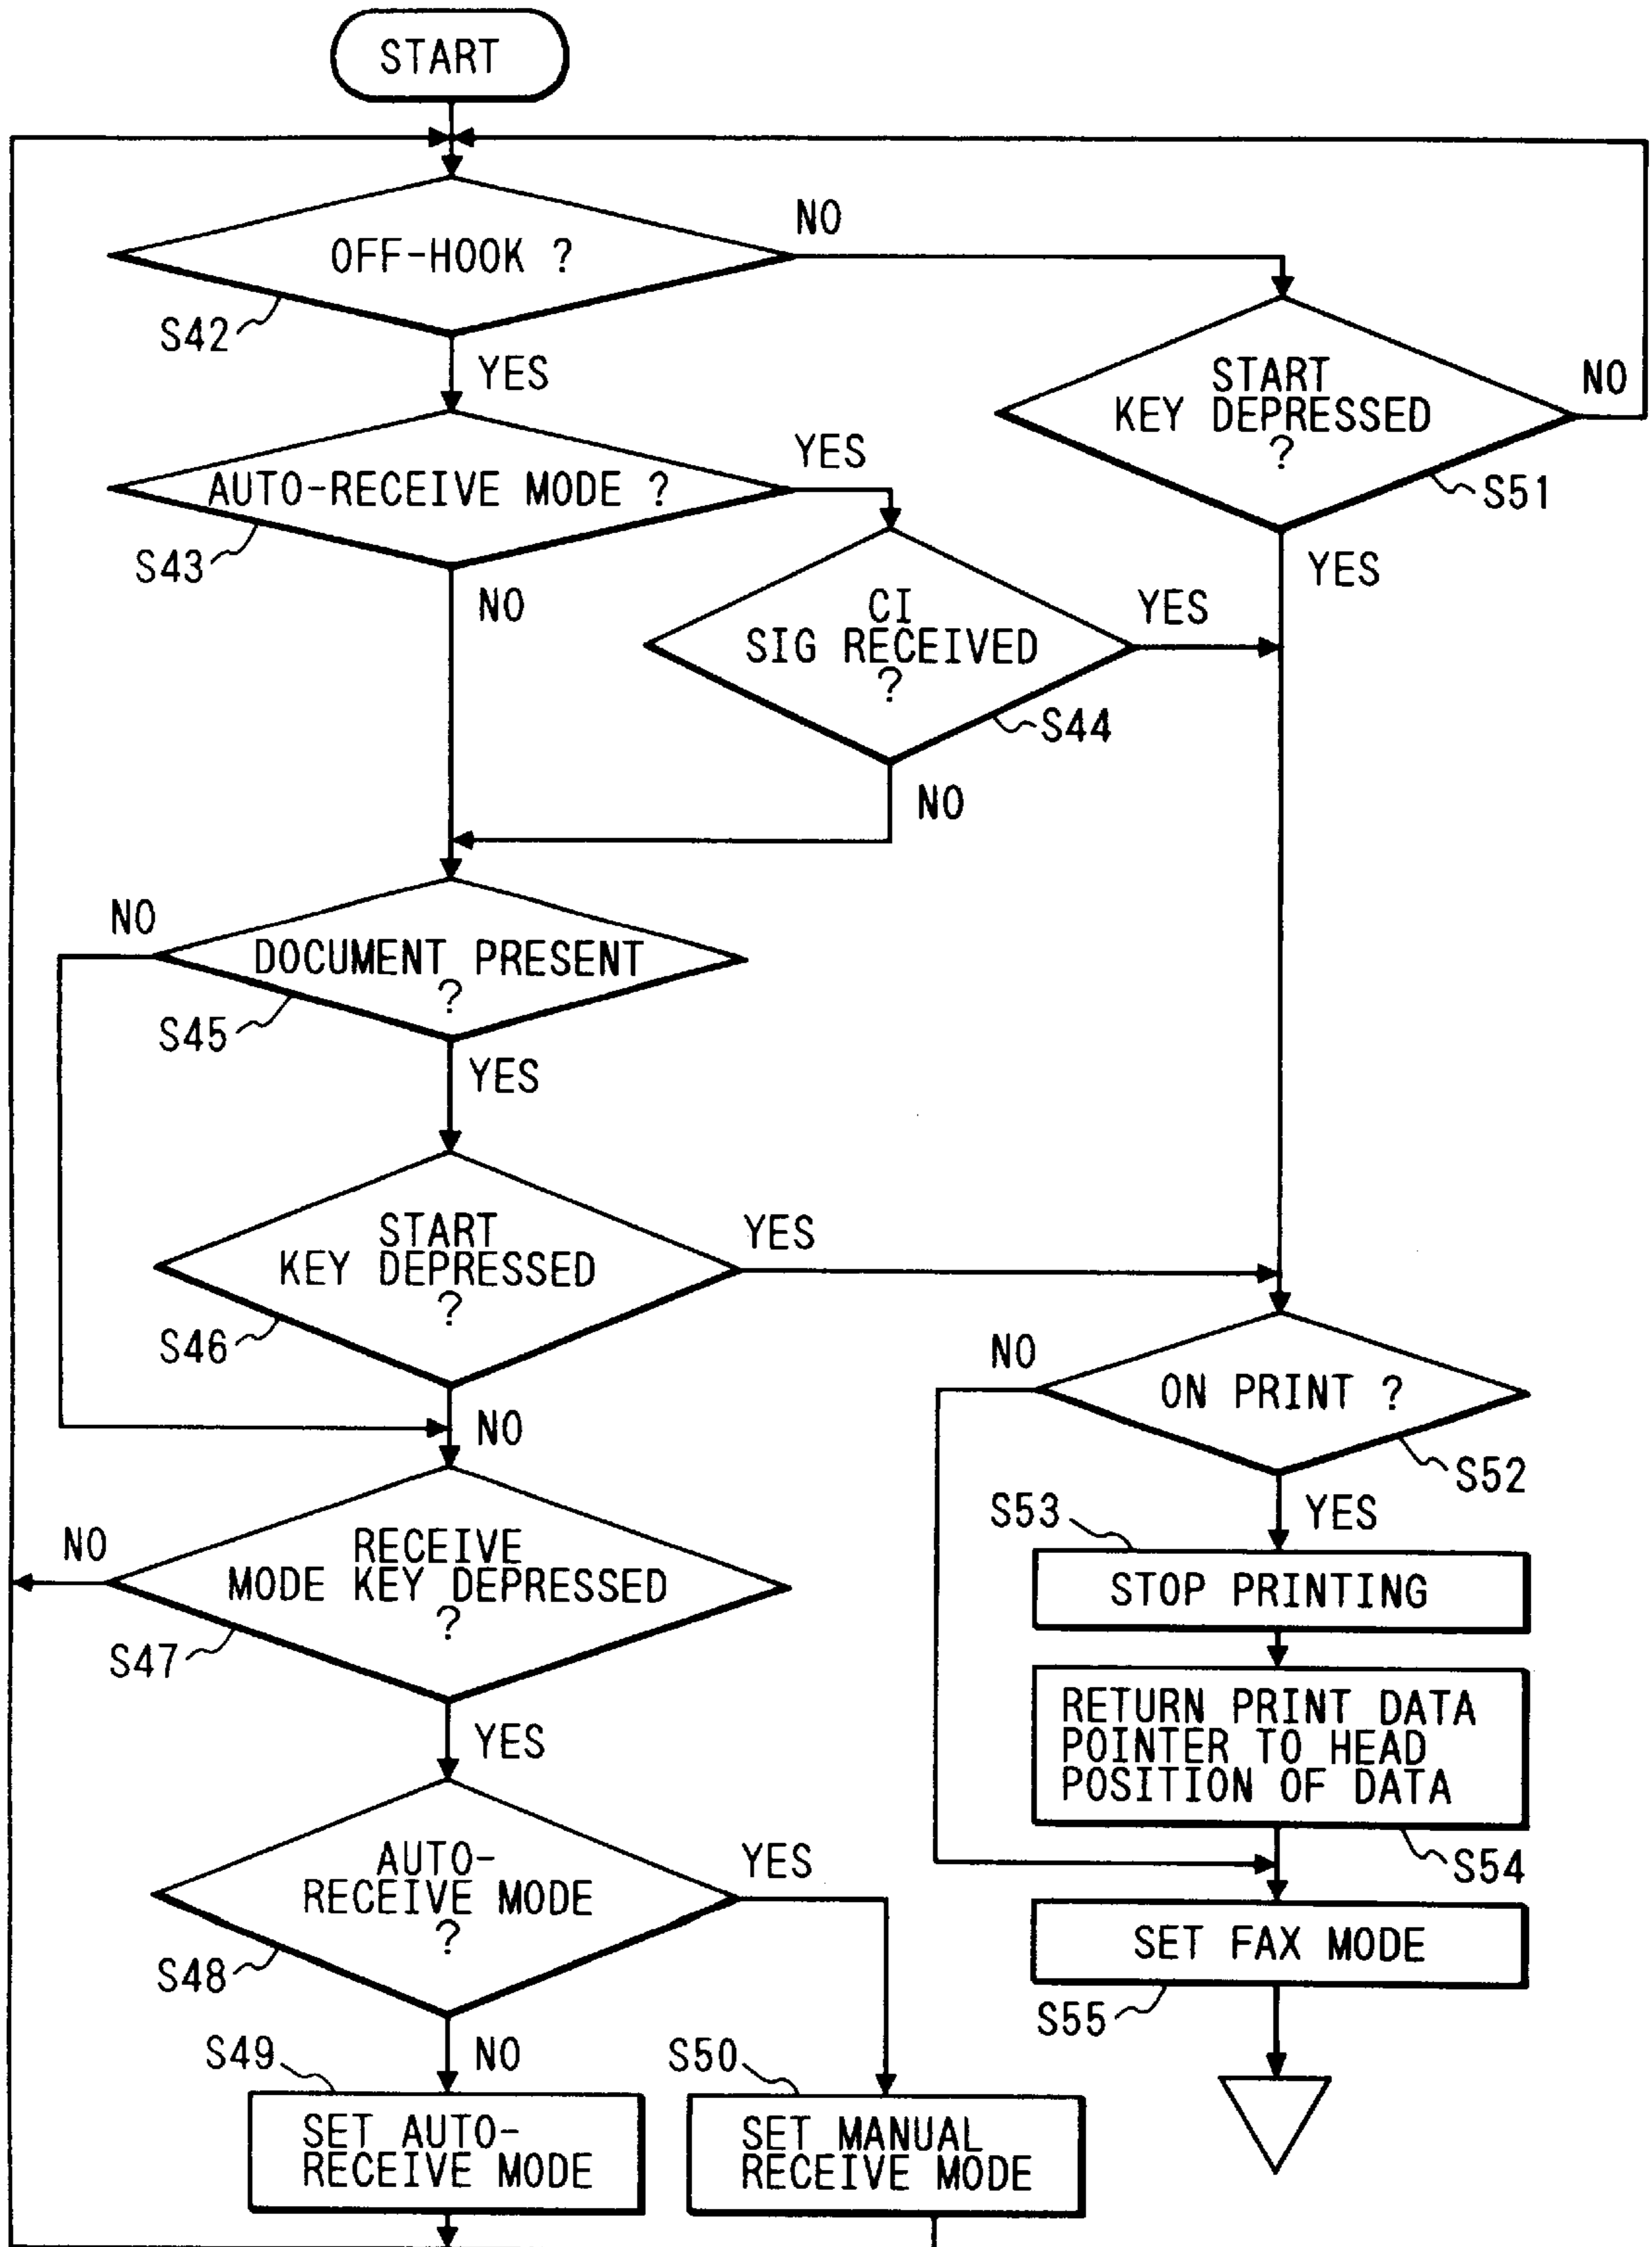 START
OFF-HOOK ?
NO
S42
YES
START
KEY DEPRESSED
?
NO
S51
YES
AUTO-RECEIVE MODE ?
YES
S43
NO
CI
SIG RECEIVED
?
YES
S44
NO
NO
DOCUMENT PRESENT
?
S45
YES
START
KEY DEPRESSED
?
YES
S46
NO
NO
ON PRINT ?
S52
YES
NO
RECEIVE
MODE KEY DEPRESSED
?
S47
YES
S53
STOP PRINTING
RETURN PRINT DATA
POINTER TO HEAD
POSITION OF DATA
S54
AUTO-
RECEIVE MODE
?
YES
S48
NO
SET FAX MODE
S55
S49
SET AUTO-
RECEIVE MODE
S50
SET MANUAL
RECEIVE MODE